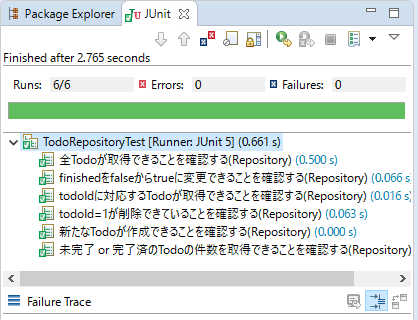 Package Explorer JUnit
Finished after 2.765 seconds
Runs: 6/6 Errors: 0 Failures: 0
TodoRepositoryTest [Runner: JUnit 5] (0.661 s)
全Todoが取得できることを確認する(Repository) (0.500 s)
finishedをfalseからtrueに変更できることを確認する(Repository) (0.066 s)
todoIdに対応するTodoが取得できることを確認する(Repository) (0.016 s)
todoId=1が削除できていることを確認する(Repository) (0.063 s)
新たなTodoが作成できることを確認する(Repository) (0.000 s)
未完了 or 完了済のTodoの件数を取得できることを確認する(Repository)
Failure Trace